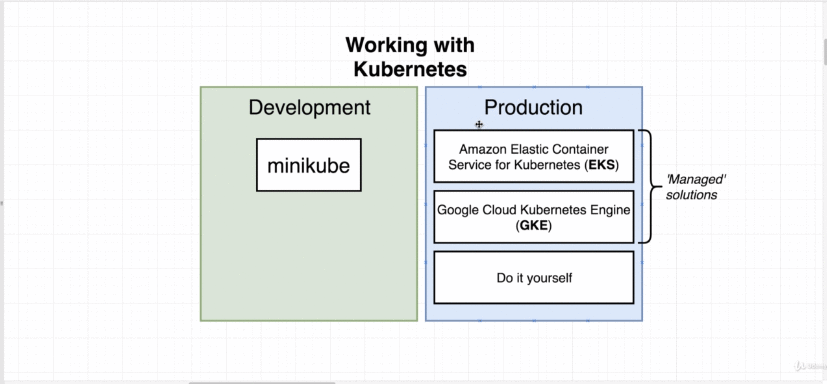 Working with
Kubernetes
Development
minikube
Production
Amazon Elastic Container
Service for Kubernetes (EKS)
Google Cloud Kubernetes Engine
(GKE)
Do it yourself
'Managed'
solutions